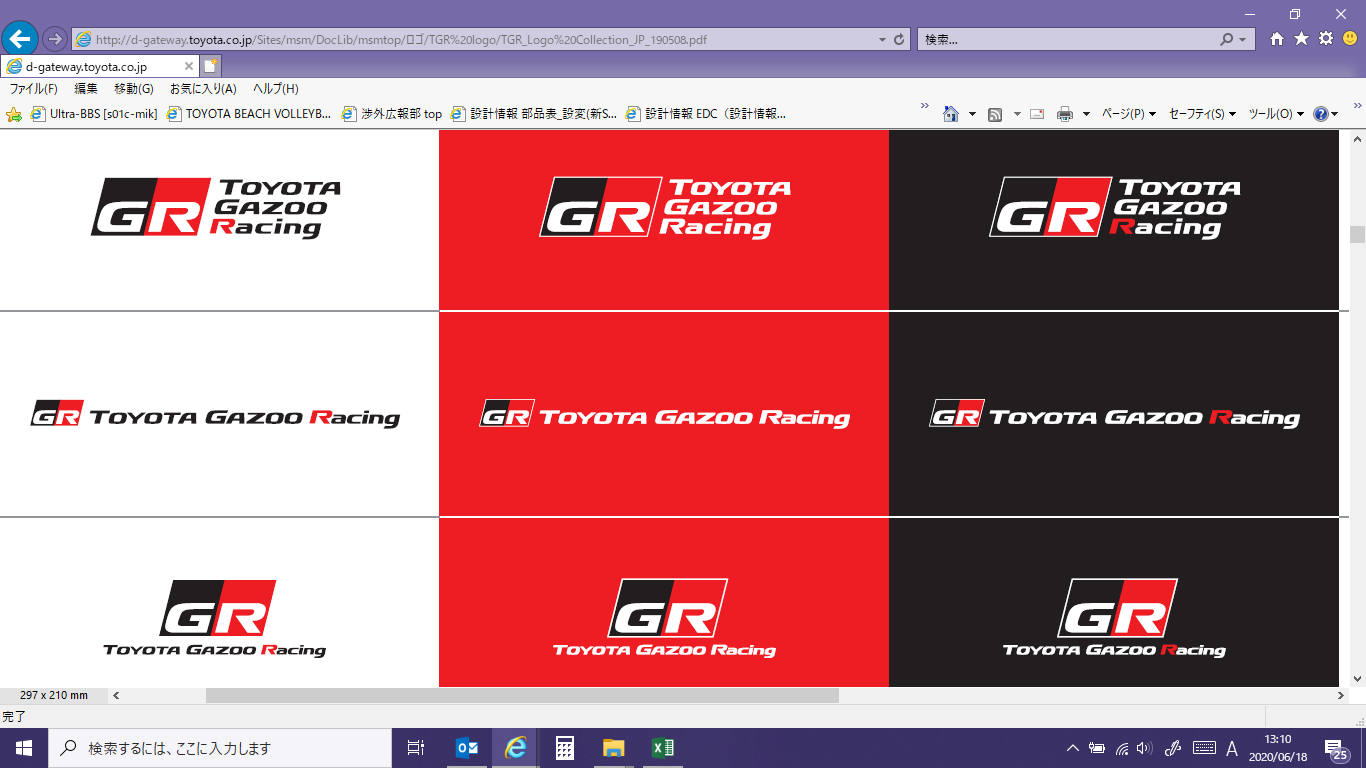 http://d-gateway.toyota.co.jp/Sites/msm/DocLib/msmtop/ロゴ/TGR%20logo/TGR_Logo%20Collection_JP_190508.pdf
検索...
d-gateway.toyota.co.jp
ファイル(F) 編集 移動(G) お気に入り(A) ヘルプ(H)
Ultra-BBS [s01c-mik] TOYOTA BEACH VOLLEYB... 渉外広報部 top 設計情報 部品表_設変(新S... 設計情報 EDC（設計情報...
ページ(P) セーフティ(S) ツール(O)
GR TOYOTA
GAZOO
Racing
GR TOYOTA
GAZOO
Racing
GR TOYOTA
GAZOO
Racing
GR TOYOTA GAZOO Racing
GR TOYOTA GAZOO Racing
GR TOYOTA GAZOO Racing
GR
TOYOTA GAZOO Racing
GR
TOYOTA GAZOO Racing
GR
TOYOTA GAZOO Racing
297 x 210 mm
完了
検索するには、ここに入力します
A
13:10
2020/06/18
25